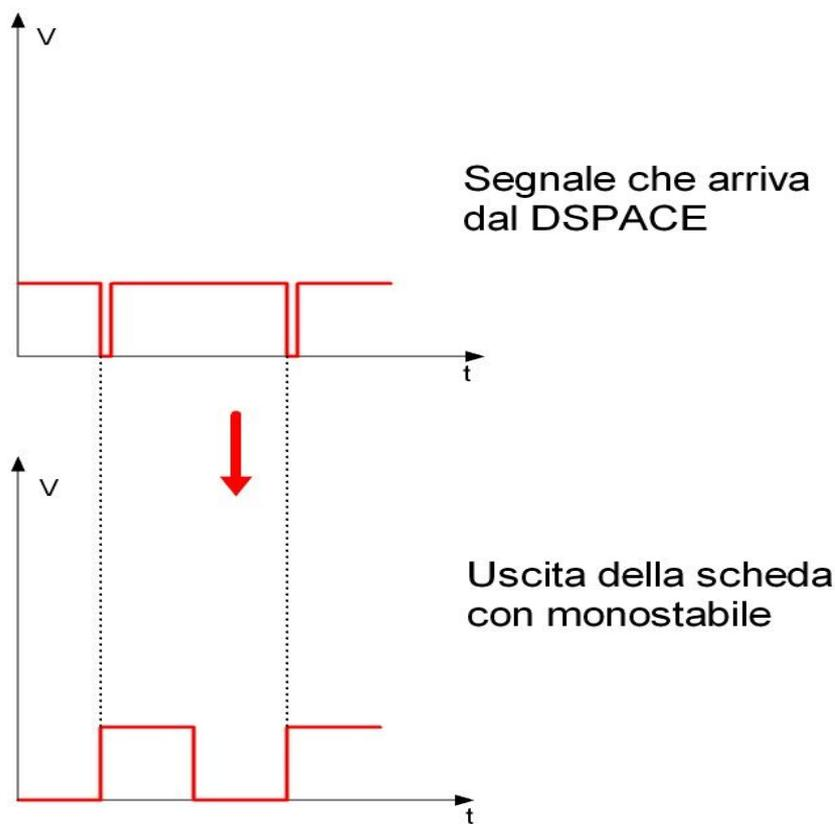 V
Segnale che arriva
dal DSPACE
t
V
Uscita della scheda
con monostabile
t